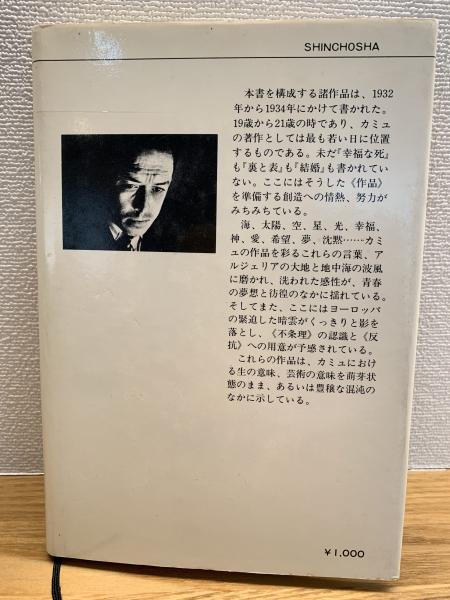 SHINCHOSHA
本書を構成する諸作品は、1932
年から1934年にかけて書かれた。
19歳から21歳の時であり、カミュ
の著作としては最も若い日に位置
するものである。未だ『幸福な死』
も『裏と表』も『結婚』も書かれてい
ない。ここにはそうした《作品》
を準備する創造への情熱、努力が
みちみちている。
海、太陽、空、星、光、幸福、
神、愛、希望、夢、沈黙……カミ
ュの作品を彩るこれらの言葉、ア
ルジェリアの大地と地中海の波風
に磨かれ、洗われた感性が、青春
の夢想と彷徨のなかに揺れている。
そしてまた、ここにはヨーロッパ
の緊迫した暗雲がくっきりと影を
落とし、《不条理》の認識と《反
抗》への用意が予感されている。
これらの作品は、カミュにおけ
る生の意味、芸術の意味を萌芽状
態のまま、あるいは豊穣な混沌の
なかに示している。
￥1,000